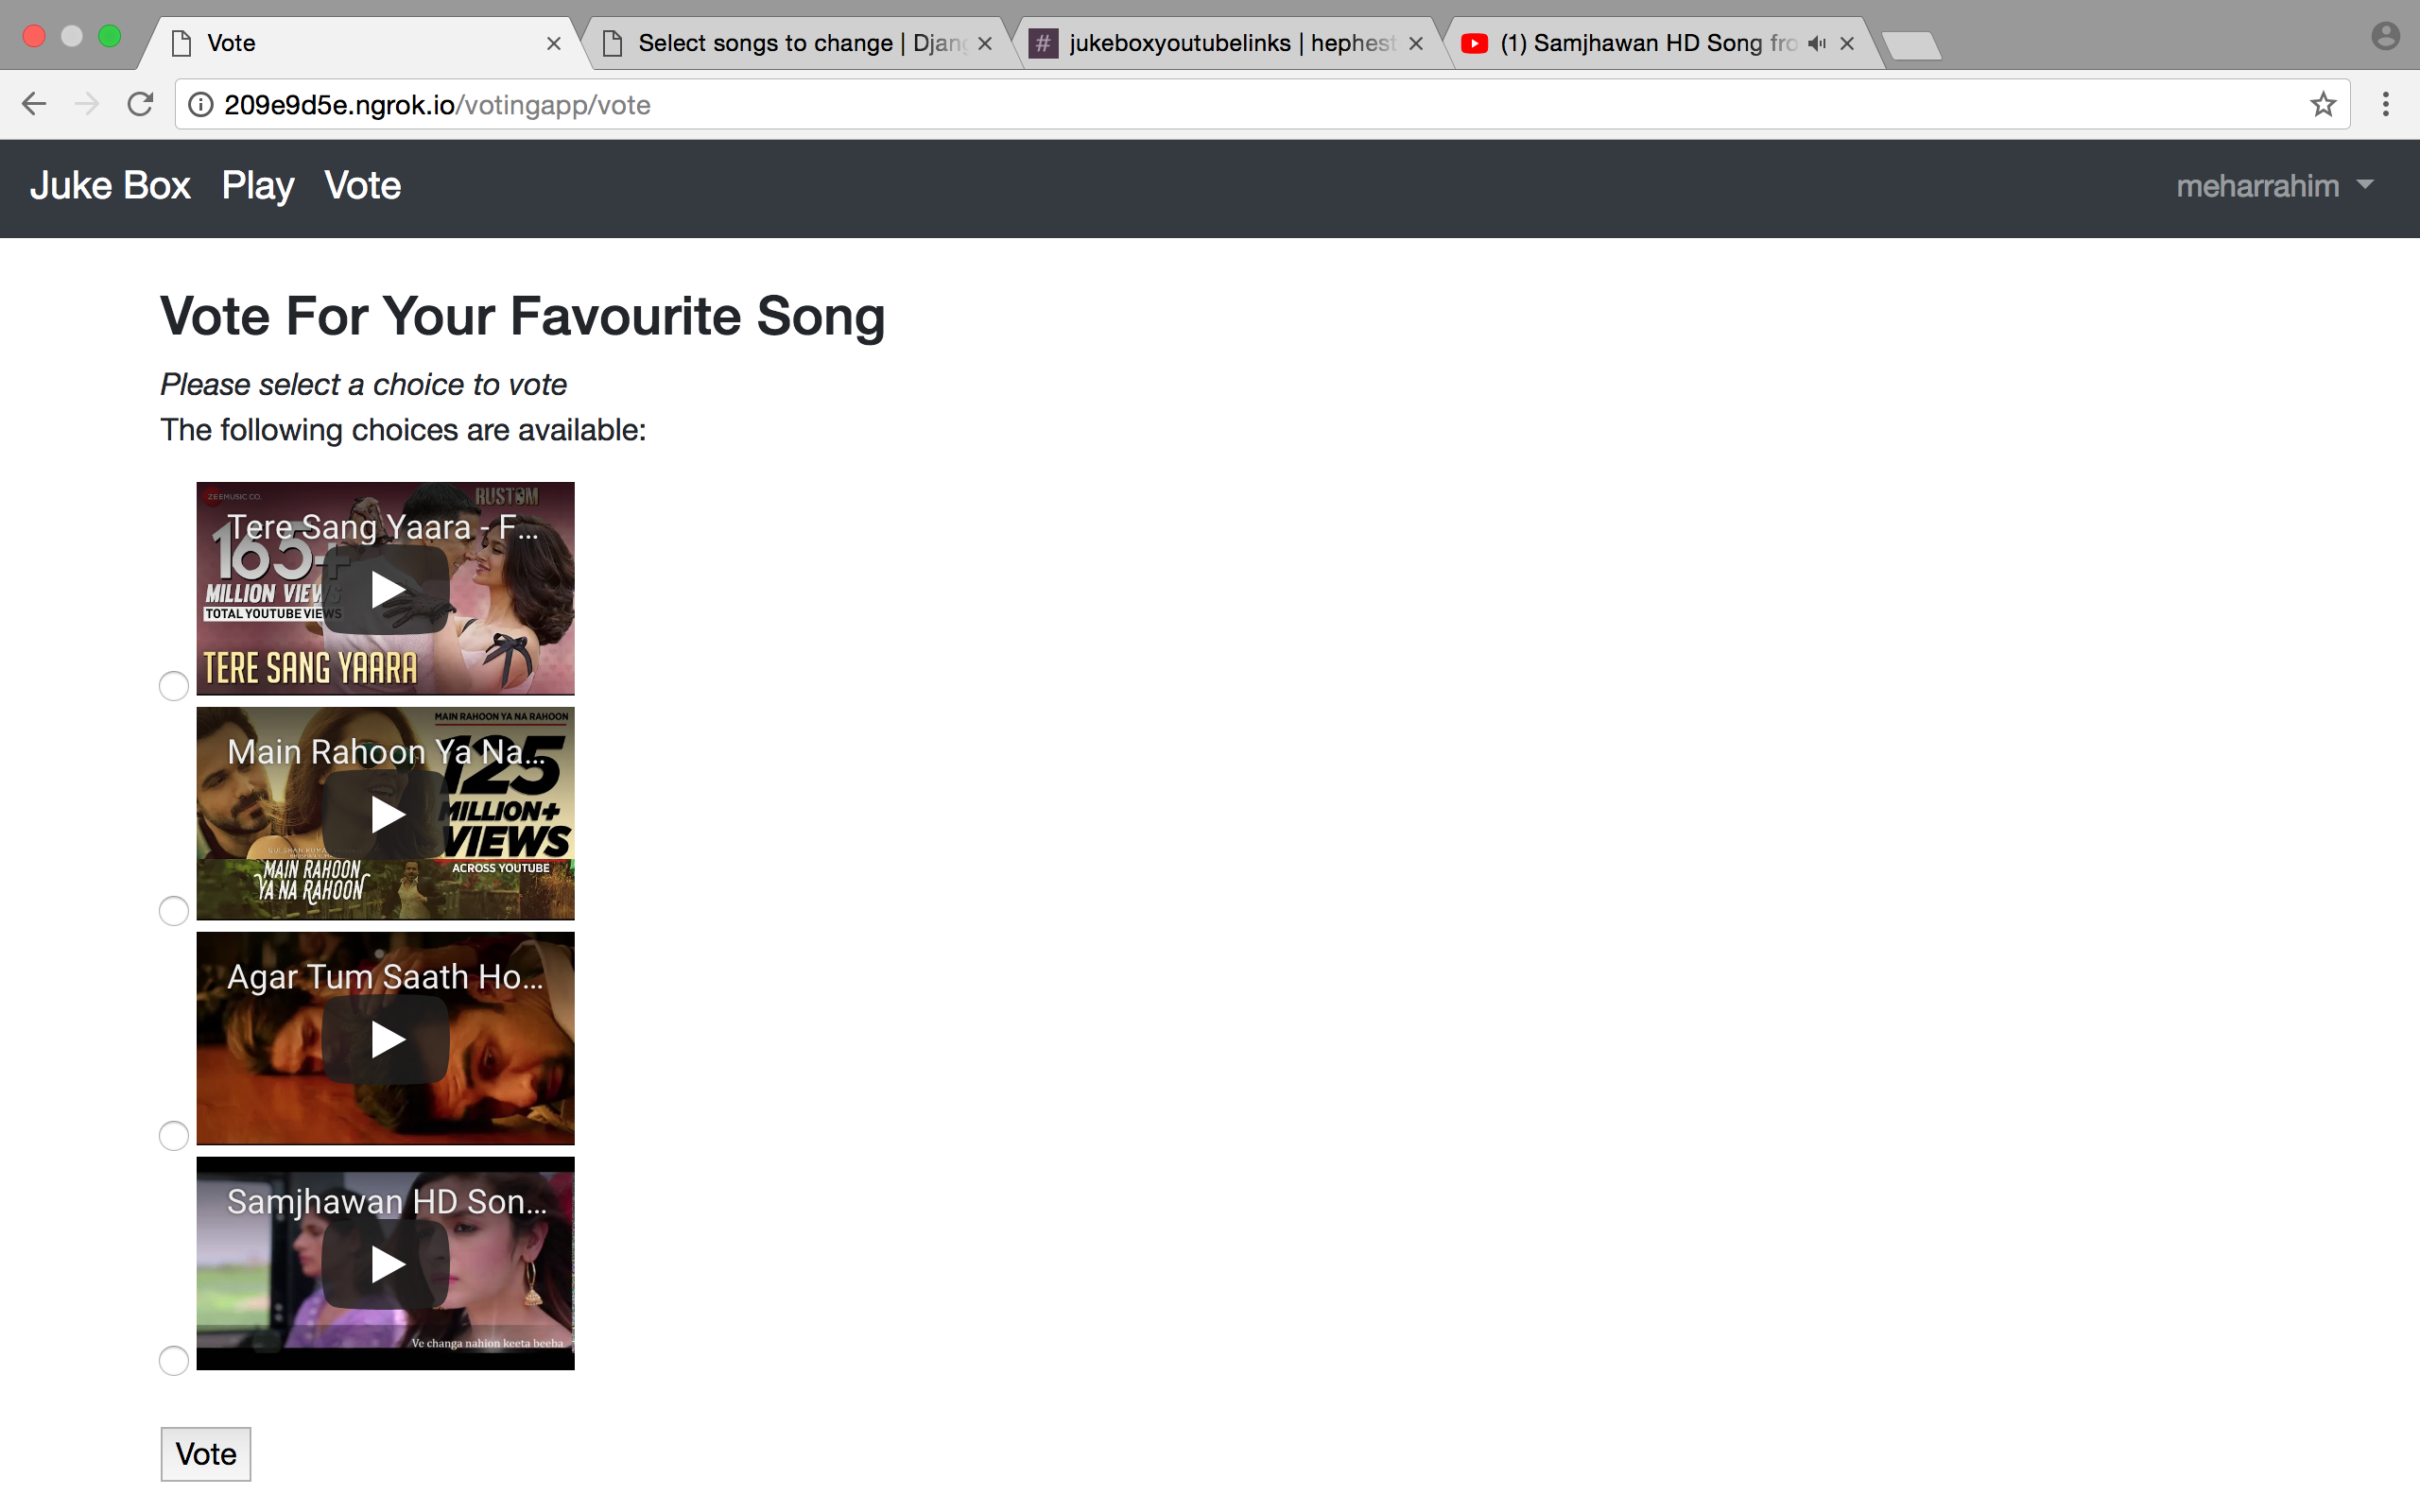 Vote
Select songs to change | Djang
# jukeboxyoutubelinks | hephest
(1) Samjhawan HD Song fro
209e9d5e.ngrok.io/votingapp/vote
Juke Box Play Vote
meharrahim
Vote For Your Favourite Song
Please select a choice to vote
The following choices are available:
ZEE MUSIC CO.
RUSTOM
Tere Sang Yaara - F...
165+
MILLION VIEWS
TOTAL YOUTUBE VIEWS
TERE SANG YAARA
MAIN RAHOON YA NA RAHOON
Main Rahoon Ya Na...
125
MILLION+
VIEWS
ACROSS YOUTUBE
MAIN RAHOON
YA NA RAHOON
Agar Tum Saath Ho...
Samjhawan HD Son...
Ve changa nahion keeta beeba
Vote